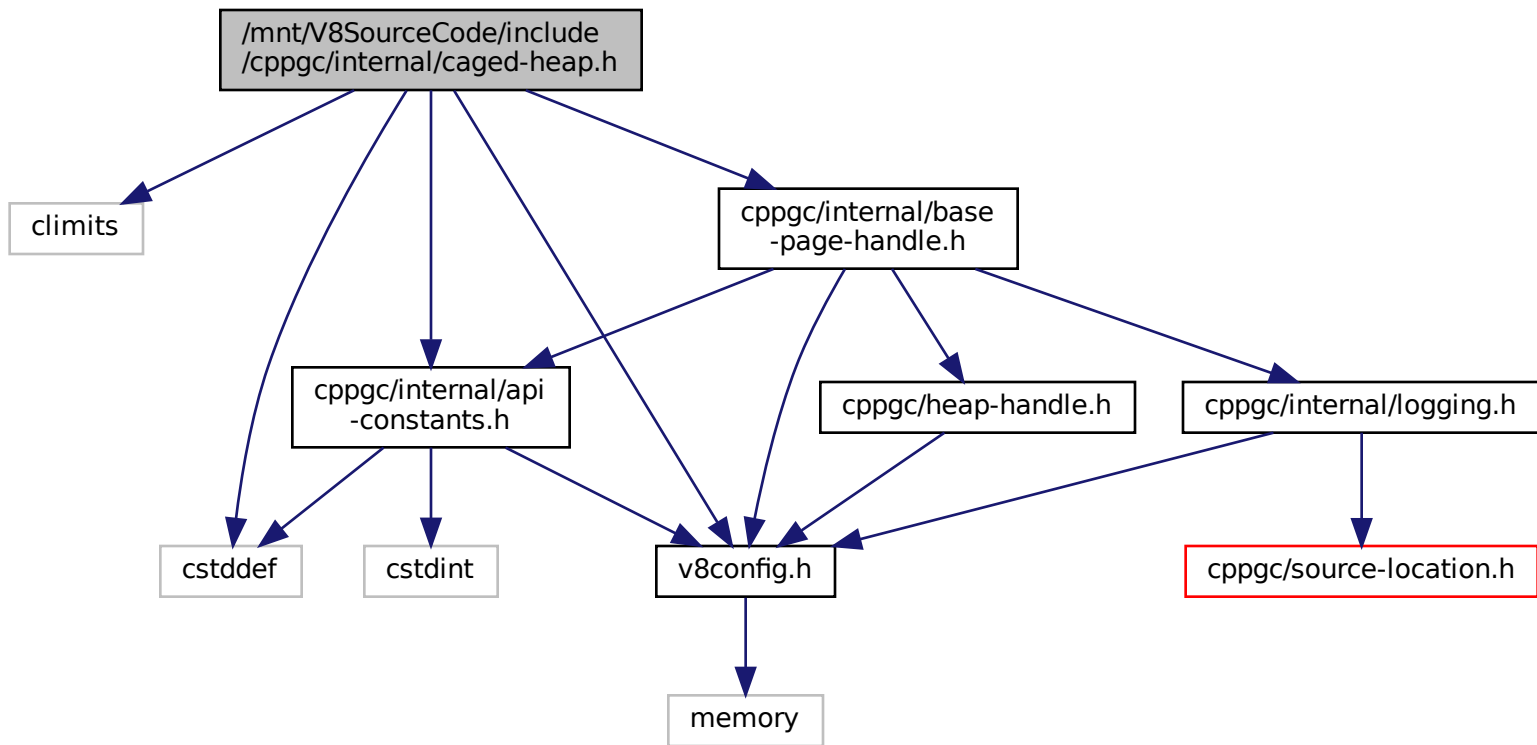 /mnt/V8SourceCode/include
/cppgc/internal/caged-heap.h
climits
cppgc/internal/base
-page-handle.h
cppgc/internal/api
-constants.h
cppgc/heap-handle.h
cppgc/internal/logging.h
cstddef
cstdint
v8config.h
cppgc/source-location.h
memory